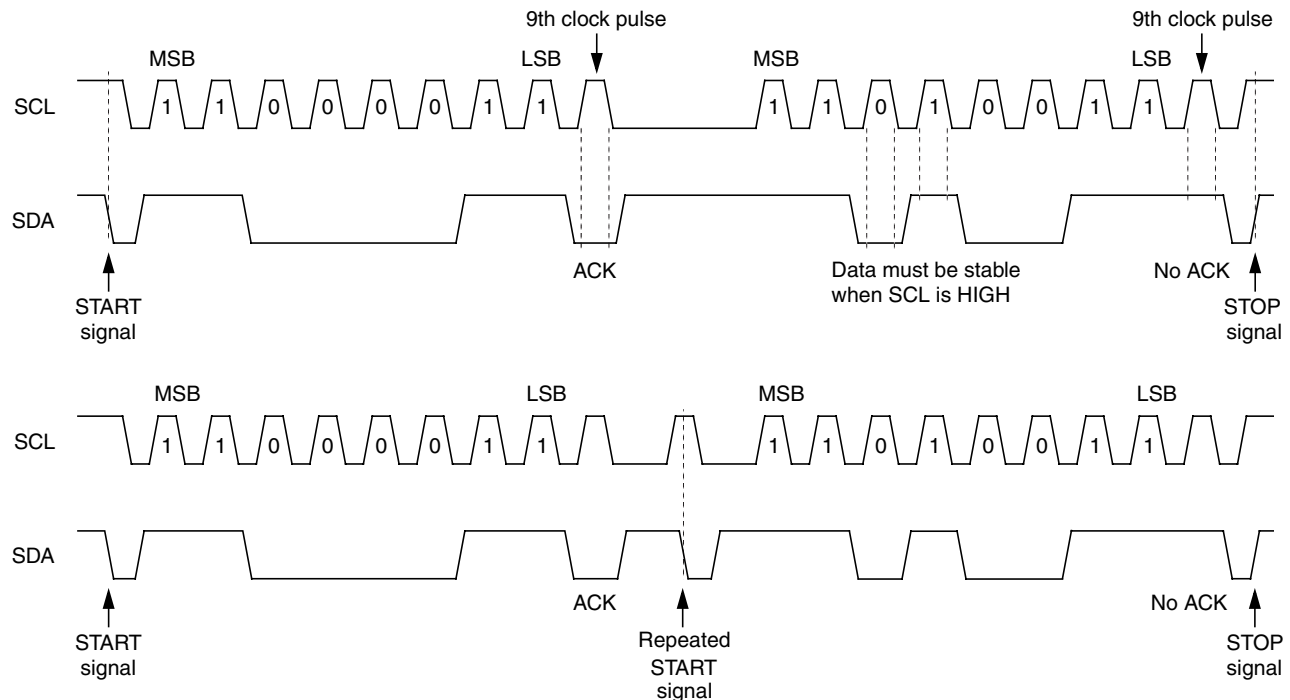 9th clock pulse 9th clock pulse
MSB LSB MSB LSB
SCL 1 1 0 0 0 0 1 1 1 1 0 1 0 0 1 1
SDA
ACK Data must be stable
when SCL is HIGH No ACK
START
signal
STOP
signal
MSB LSB MSB LSB
SCL 1 1 0 0 0 0 1 1 1 1 0 1 0 0 1 1
SDA
ACK No ACK
START
signal
Repeated
START
signal
STOP
signal